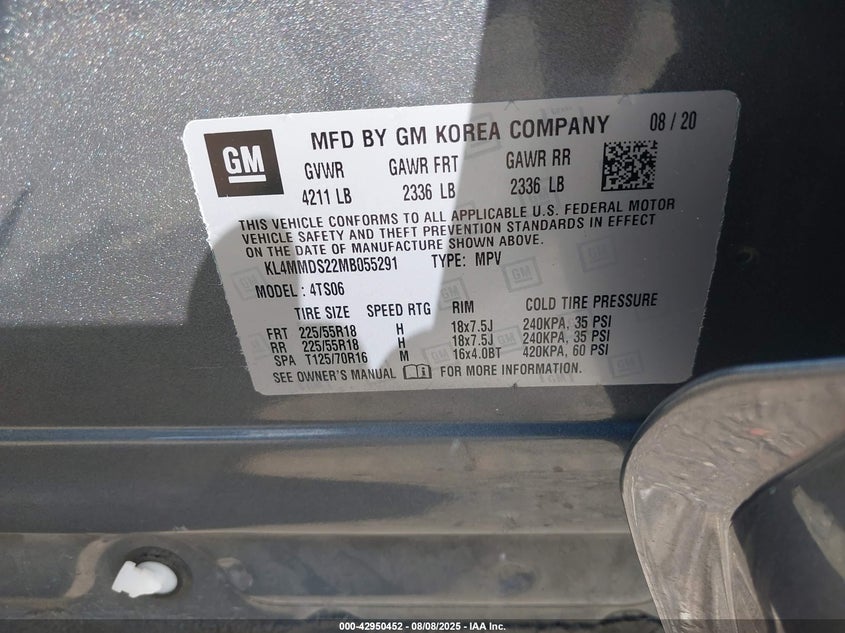 GM
MFD BY GM KOREA COMPANY 08 / 20
GVWR GAWR FRT GAWR RR
4211 LB 2336 LB 2336 LB
THIS VEHICLE CONFORMS TO ALL APPLICABLE U.S. FEDERAL MOTOR
VEHICLE SAFETY AND THEFT PREVENTION STANDARDS IN EFFECT
ON THE DATE OF MANUFACTURE SHOWN ABOVE.
KL4MMDS22MB055291 TYPE: MPV
MODEL : 4TS06
TIRE SIZE SPEED RTG RIM COLD TIRE PRESSURE
FRT 225/55R18 H 18x7.5J 240KPA, 35 PSI
RR 225/55R18 H 18x7.5J 240KPA, 35 PSI
SPA T125/70R16 M 16x4.0BT 420KPA, 60 PSI
SEE OWNER'S MANUAL FOR MORE INFORMATION.
000-42950452 - 08/08/2025 - IAA Inc.